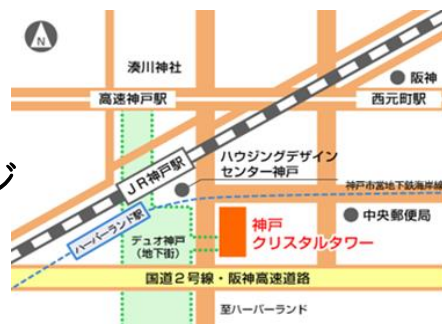 N
湊川神社
阪神
高速神戸駅
西元町駅
ジ
ハウジングデザイン
センター神戸
JR神戸駅
神戸市営地下鉄海岸線
ハーバーランド駅
中央郵便局
デュオ神戸
(地下街)
神戸
クリスタルタワー
国道2号線・阪神高速道路
至ハーバーランド